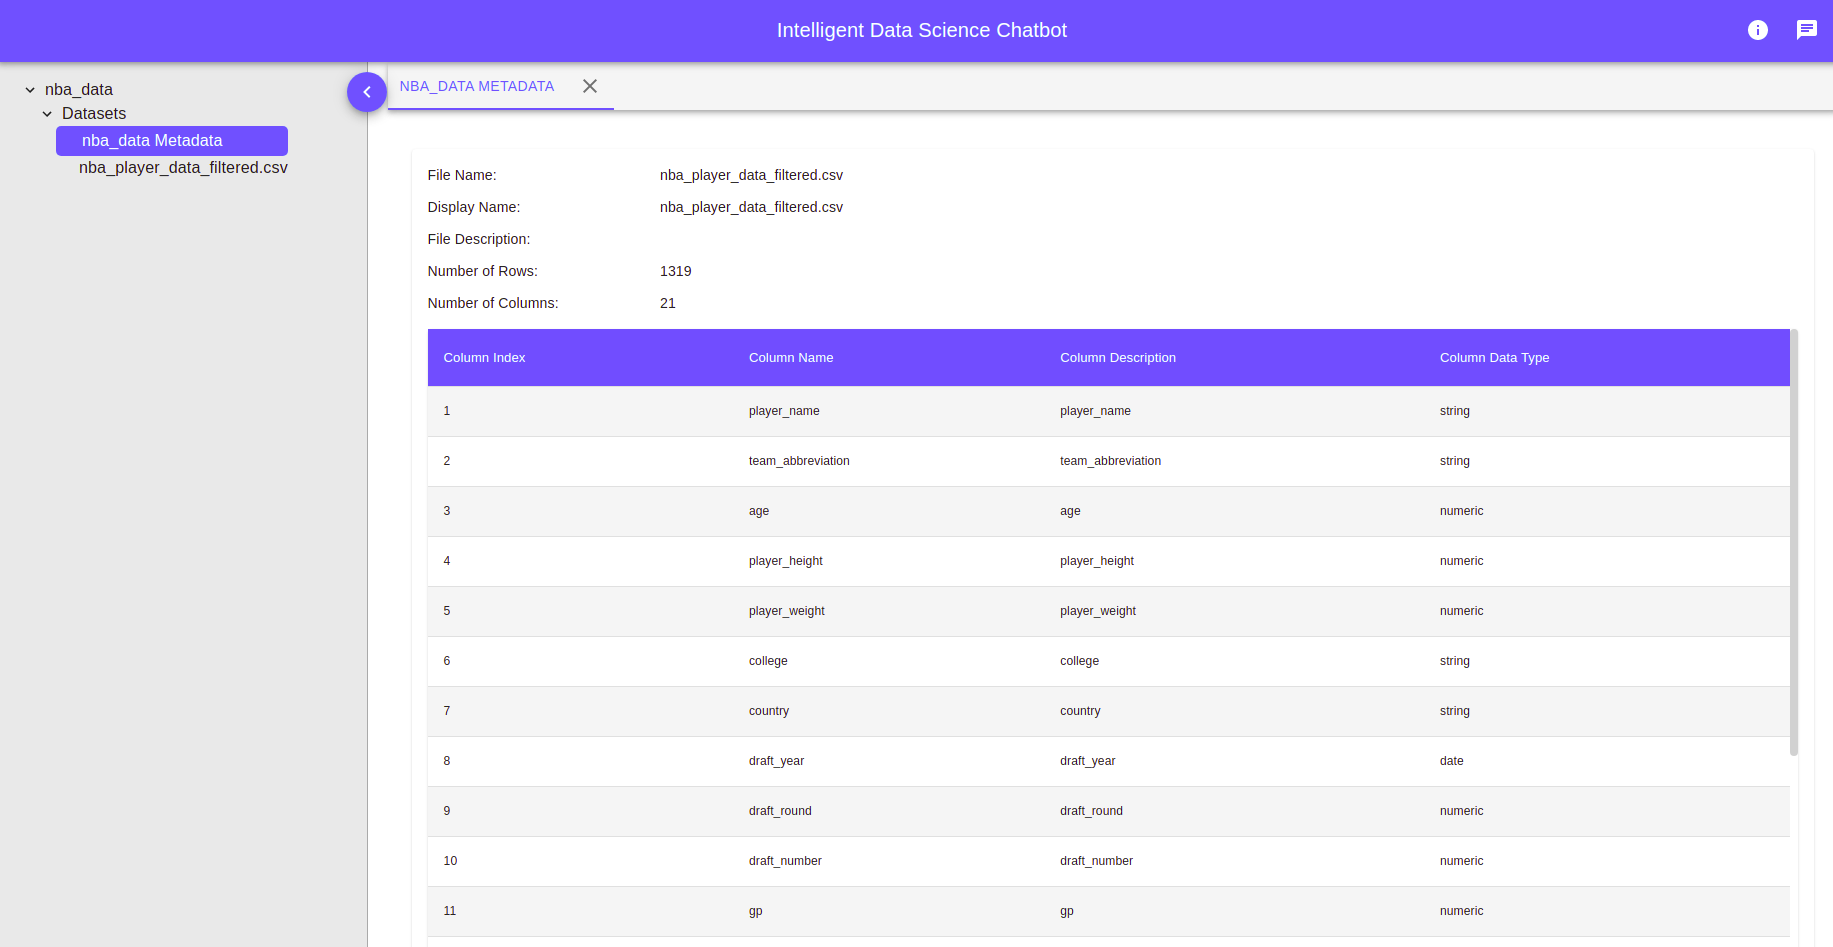 Intelligent Data Science Chatbot
nba_data
Datasets
nba_data Metadata
nba_player_data_filtered.csv
NBA_DATA METADATA
File Name: nba_player_data_filtered.csv
Display Name: nba_player_data_filtered.csv
File Description:
Number of Rows: 1319
Number of Columns: 21
Column Index Column Name Column Description Column Data Type
1 player_name player_name string
2 team_abbreviation team_abbreviation string
3 age age numeric
4 player_height player_height numeric
5 player_weight player_weight numeric
6 college college string
7 country country string
8 draft_year draft_year date
9 draft_round draft_round numeric
10 draft_number draft_number numeric
11 gp gp numeric